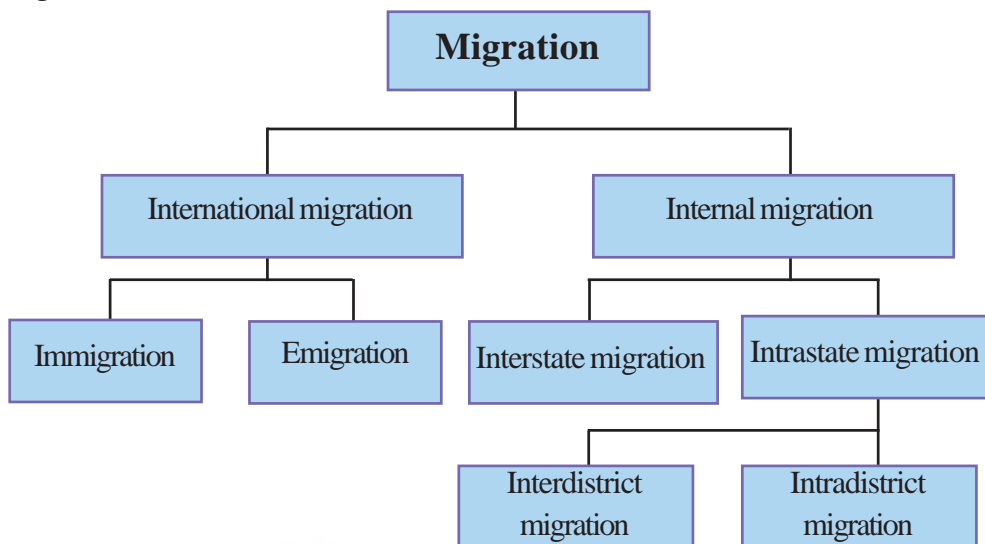 Migration
International migration
Internal migration
Immigration
Emigration
Interstate migration
Intrastate migration
Interdistrict
migration
Intradistrict
migration